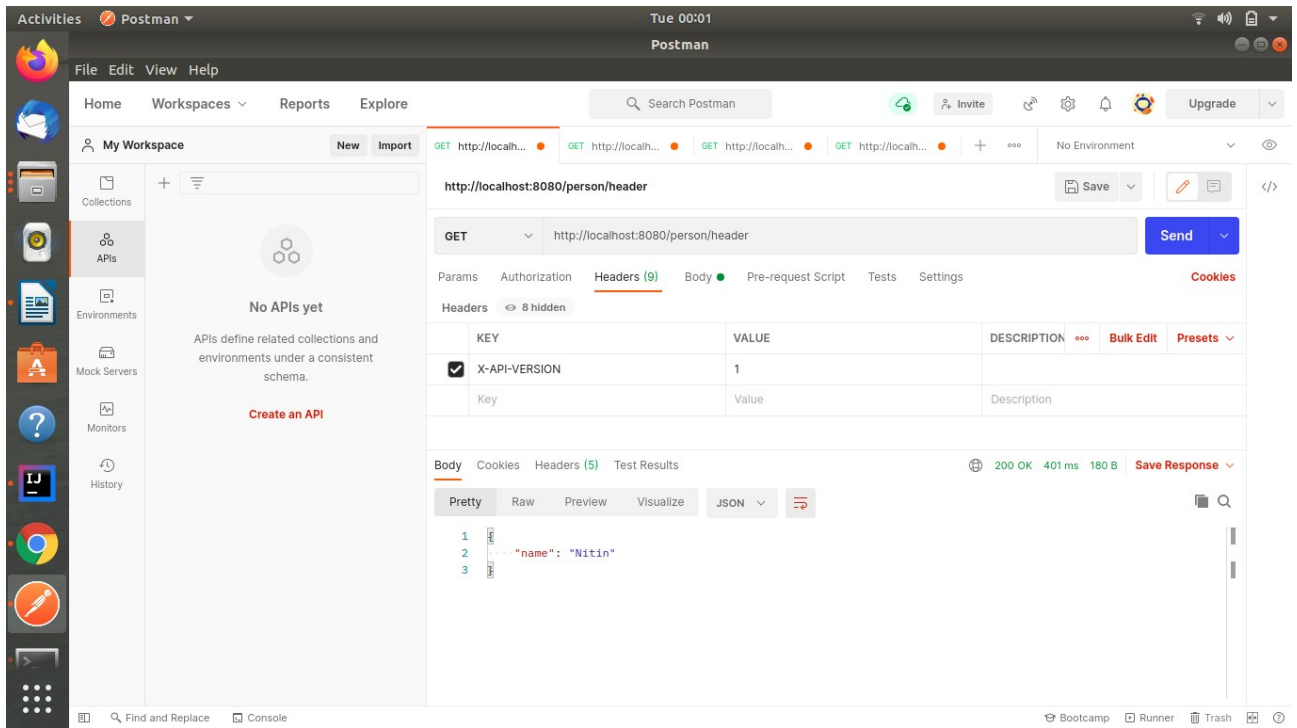 Activities Postman Tue 00:01
Postman
File Edit View Help
Home Workspaces Reports Explore Search Postman Invite Upgrade
My Workspace New Import GET http://localh... GET http://localh... GET http://localh... GET http://localh... + ooo No Environment
Collections
http://localhost:8080/person/header Save </>
APIs
GET http://localhost:8080/person/header Send
Params Authorization Headers (9) Body Pre-request Script Tests Settings Cookies
Environments
No APIs yet
Headers 8 hidden
APIs define related collections and
environments under a consistent
schema.
KEY VALUE DESCRIPTION ooo Bulk Edit Presets
Mock Servers
X-API-VERSION 1
Key Value Description
Monitors
Create an API
History
Body Cookies Headers (5) Test Results 200 OK 401 ms 180 B Save Response
Pretty Raw Preview Visualize JSON
1 {
2 "name": "Nitin"
3 }
Find and Replace Console Bootcamp Runner Trash